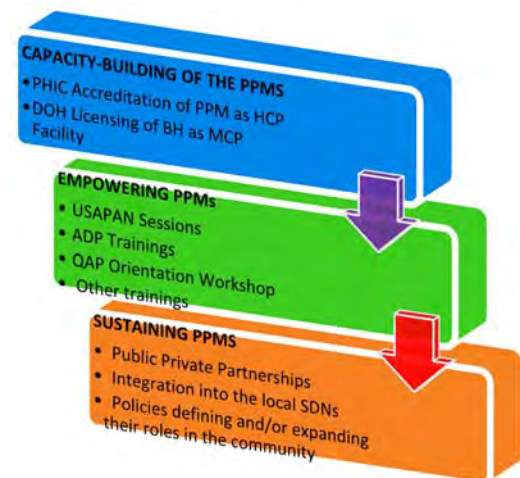 CAPACITY-BUILDING OF THE PPMS
•PHIC Accreditation of PPM as HCP
•DOH Licensing of BH as MCP
Facility
EMPOWERING PPMs
• USAPAN Sessions
• ADP Trainings
• QAP Orientation Workshop
• Other trainings
SUSTAINING PPMS
• Public Private Partnerships
• Integration into the local SDNs
• Policies defining and/or expanding
their roles in the community